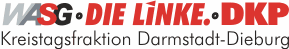 WASG • DIE LINKE. • DKP
Kreistagsfraktion Darmstadt-Dieburg